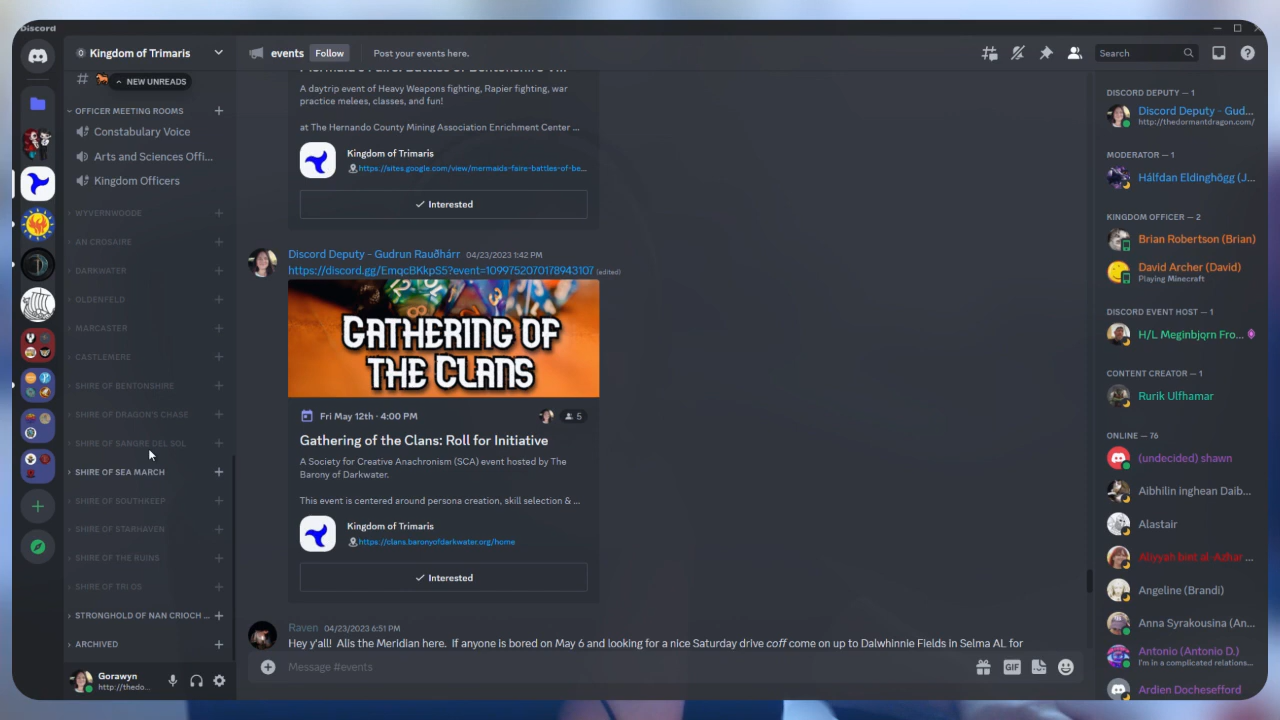 Discord
Kingdom of Trimaris
events
Follow
Post your events here.
Search
NEW UNREADS
OFFICER MEETING ROOMS
Constabulary Voice
Arts and Sciences Offi...
Kingdom Officers
WYVERNWOODE
AN CROSAIRE
DARKWATER
OLDENFELD
MARCASTER
CASTLEMERE
SHIRE OF BENTONSHIRE
SHIRE OF DRAGON'S CHASE
SHIRE OF SANGRE DEL SOL
SHIRE OF SEA MARCH
SHIRE OF SOUTHKEEP
SHIRE OF STARHAVEN
SHIRE OF THE RUINS
SHIRE OF TRI OS
STRONGHOLD OF NAN CRIOCH ...
ARCHIVED
Gorawyn
http://thedo...
A daytrip event of Heavy Weapons fighting, Rapier fighting, war
practice melees, classes, and fun!
at The Hernando County Mining Association Enrichment Center ...
Kingdom of Trimaris
https://sites.google.com/view/mermaids-faire-battles-of-be...
Interested
Discord Deputy - Gudrun Rauðhárr 04/23/2023 1:42 PM
https://discord.gg/EmqcBKkpS5?event=1099752070178943107 (edited)
GATHERING OF
THE CLANS
Fri May 12th · 4:00 PM
5
Gathering of the Clans: Roll for Initiative
A Society for Creative Anachronism (SCA) event hosted by The
Barony of Darkwater.
This event is centered around persona creation, skill selection & ...
Kingdom of Trimaris
https://clans.baronyofdarkwater.org/home
Interested
Raven 04/23/2023 6:51 PM
Hey y'all! Alis the Meridian here. If anyone is bored on May 6 and looking for a nice Saturday drive coff come on up to Dalwhinnie Fields in Selma AL for
Message #events
GIF
DISCORD DEPUTY — 1
Discord Deputy - Gud...
http://thedormantdragon.com/
MODERATOR — 1
Hálfdan Eldinghǫgg (J...
KINGDOM OFFICER — 2
Brian Robertson (Brian)
David Archer (David)
Playing Minecraft
DISCORD EVENT HOST — 1
H/L Meginbjorn Fro...
CONTENT CREATOR — 1
Rurik Ulfhamar
ONLINE — 76
(undecided) shawn
Aibhilin inghean Daib...
Alastair
Aliyyah bint al-Azhar ...
Angeline (Brandi)
Anna Syrakousina (An...
Antonio (Antonio D.)
I'm in a complicated relations...
Ardien Dochesefford